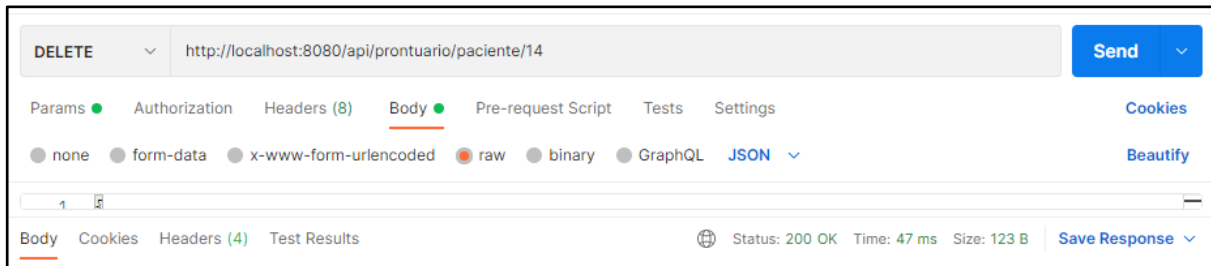 DELETE http://localhost:8080/api/prontuario/paciente/14 Send
Params Authorization Headers (8) Body Pre-request Script Tests Settings Cookies
none form-data x-www-form-urlencoded raw binary GraphQL JSON Beautify
1
Body Cookies Headers (4) Test Results Status: 200 OK Time: 47 ms Size: 123 B Save Response